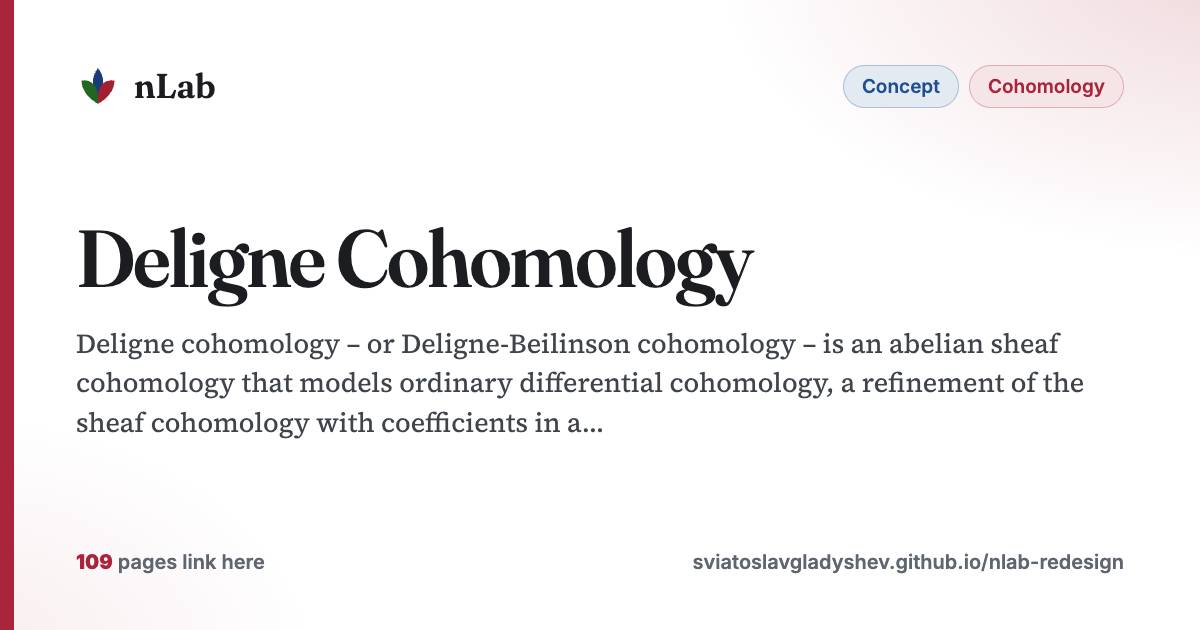 nLab
Concept
Cohomology
Deligne Cohomology
Deligne cohomology – or Deligne-Beilinson cohomology – is an abelian sheaf
cohomology that models ordinary differential cohomology, a refinement of the
sheaf cohomology with coefficients in a...
109 pages link here
sviatoslavgladyshev.github.io/nlab-redesign